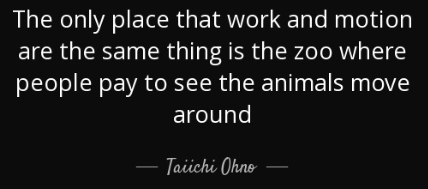 The only place that work and motion
are the same thing is the zoo where
people pay to see the animals move
around
Taiichi Ohno